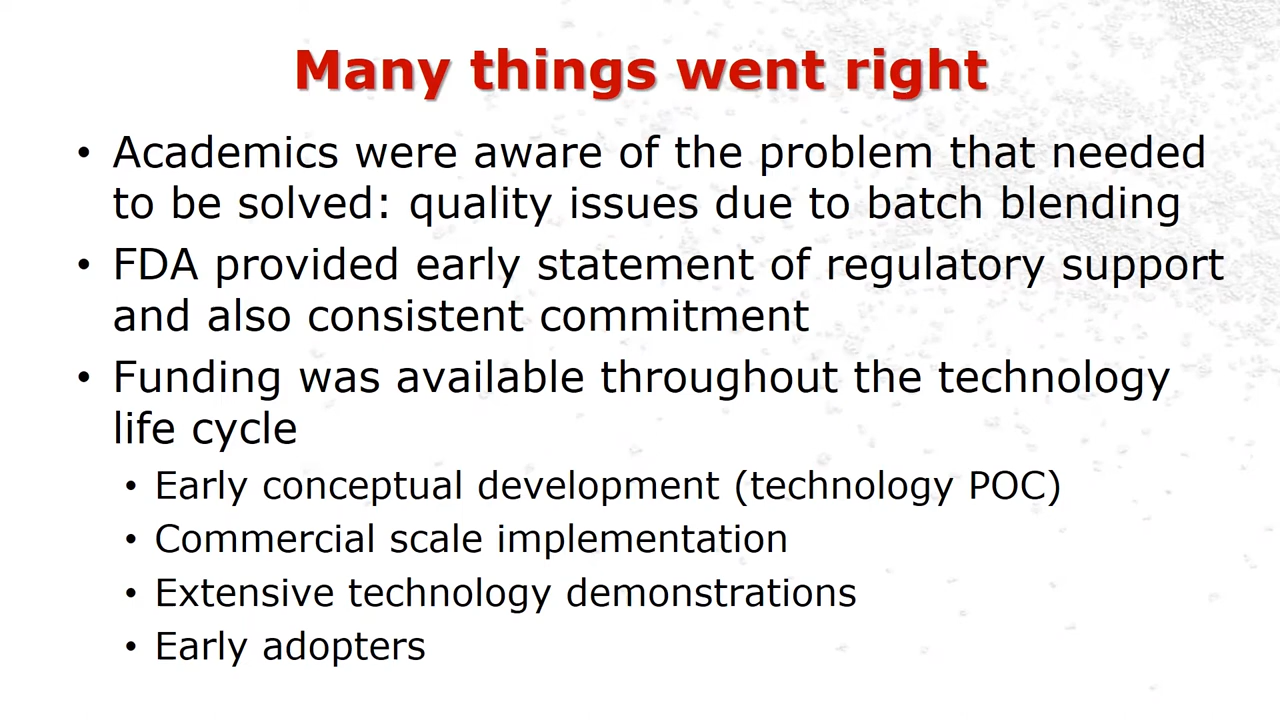 Many things went right
• Academics were aware of the problem that needed
to be solved: quality issues due to batch blending
• FDA provided early statement of regulatory support
and also consistent commitment
• Funding was available throughout the technology
life cycle
• Early conceptual development (technology POC)
• Commercial scale implementation
• Extensive technology demonstrations
• Early adopters